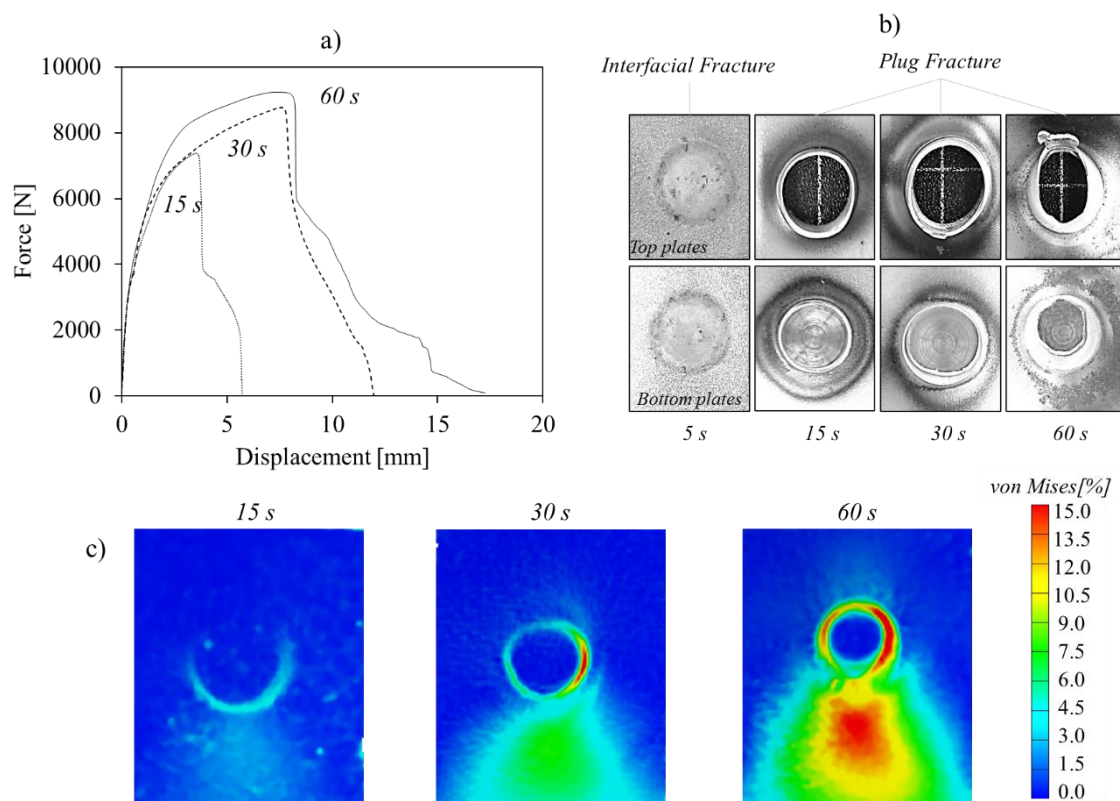 a)
10000
8000
6000
4000
2000
0
Force [N]
0 5 10 15 20
Displacement [mm]
60 s
30 s
15 s
b)
Interfacial Fracture
Plug Fracture
Top plates
Bottom plates
5 s 15 s 30 s 60 s
c)
15 s 30 s 60 s
von Mises[%]
15.0
13.5
12.0
10.5
9.0
7.5
6.0
4.5
3.0
1.5
0.0